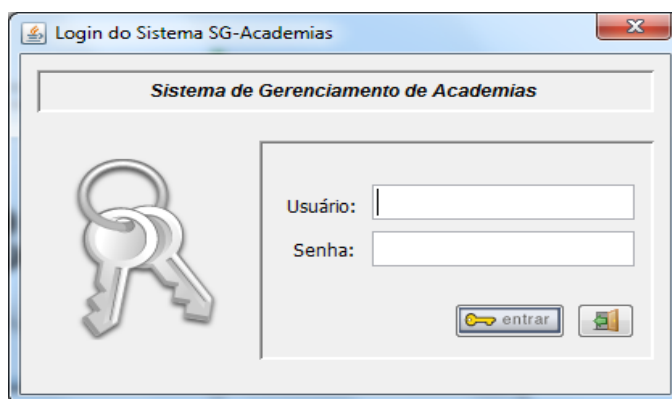 Login do Sistema SG-Academias
Sistema de Gerenciamento de Academias
Usuário:
Senha:
entrar